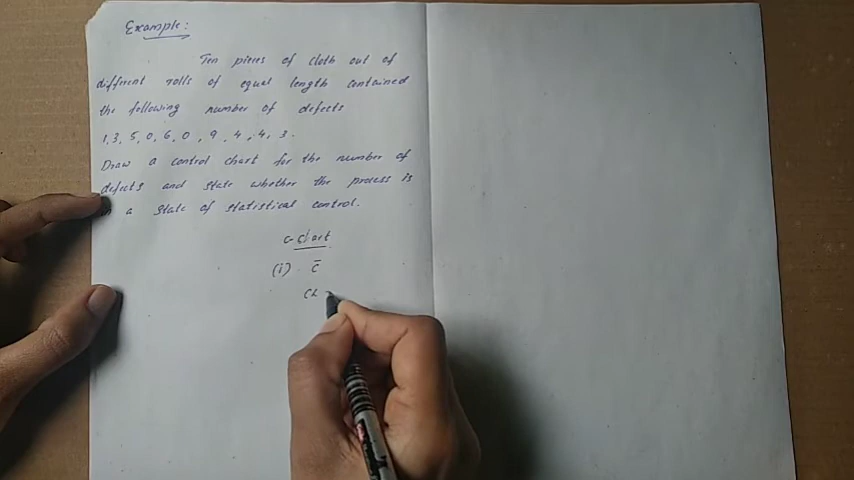 Example:
Ten pieces of cloth out of
different rolls of equal length contained
the following number of defects
1, 3, 5, 0, 6, 0, 9, 4, 4, 3.
Draw a control chart for the number of
defects and state whether the process is
a state of statistical control.
c-chart
(i) c̄
CL